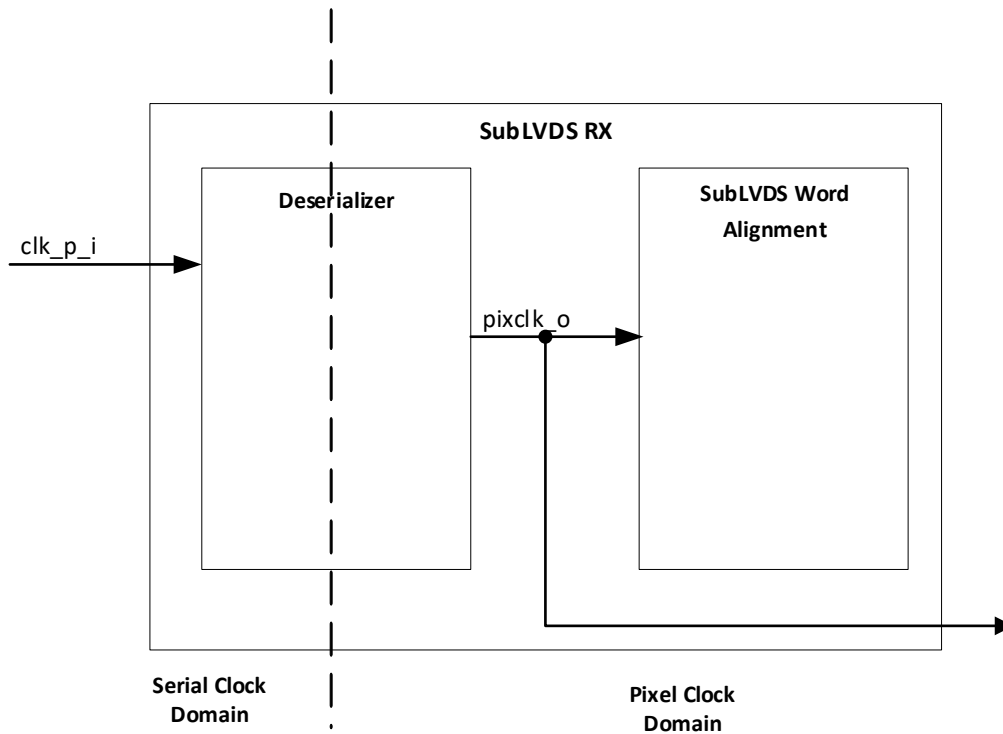 SubLVDS RX
Deserializer
SubLVDS Word
Alignment
clk_p_i
pixclk_o
Serial Clock
Domain
Pixel Clock
Domain